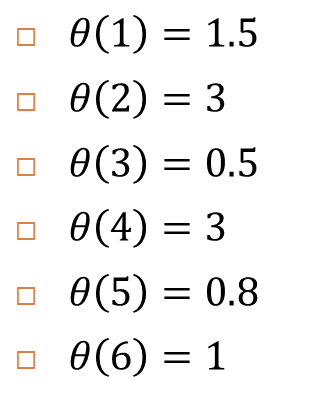 □ 𝜃(1) = 1.5
□ 𝜃(2) = 3
□ 𝜃(3) = 0.5
□ 𝜃(4) = 3
□ 𝜃(5) = 0.8
□ 𝜃(6) = 1